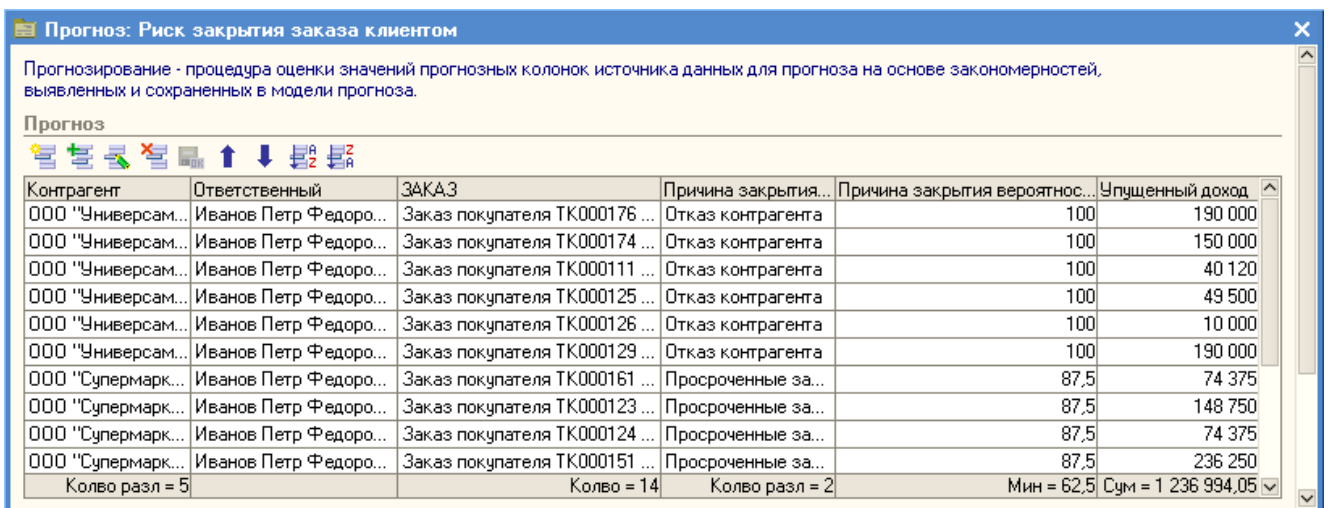 Прогноз: Риск закрытия заказа клиентом
Прогнозирование - процедура оценки значений прогнозных колонок источника данных для прогноза на основе закономерностей,
выявленных и сохраненных в модели прогноза.
Прогноз
Контрагент Ответственный ЗАКАЗ Причина закрытия... Причина закрытия вероятнос... Упущенный доход
ООО "Универсам... Иванов Петр Федоро... Заказ покупателя ТК000176 ... Отказ контрагента 100 190 000
ООО "Универсам... Иванов Петр Федоро... Заказ покупателя ТК000174 ... Отказ контрагента 100 150 000
ООО "Универсам... Иванов Петр Федоро... Заказ покупателя ТК000111 ... Отказ контрагента 100 40 120
ООО "Универсам... Иванов Петр Федоро... Заказ покупателя ТК000125 ... Отказ контрагента 100 49 500
ООО "Универсам... Иванов Петр Федоро... Заказ покупателя ТК000126 ... Отказ контрагента 100 10 000
ООО "Универсам... Иванов Петр Федоро... Заказ покупателя ТК000129 ... Отказ контрагента 100 190 000
ООО "Супермарк... Иванов Петр Федоро... Заказ покупателя ТК000161 ... Просроченные за... 87,5 74 375
ООО "Супермарк... Иванов Петр Федоро... Заказ покупателя ТК000123 ... Просроченные за... 87,5 148 750
ООО "Супермарк... Иванов Петр Федоро... Заказ покупателя ТК000124 ... Просроченные за... 87,5 74 375
ООО "Супермарк... Иванов Петр Федоро... Заказ покупателя ТК000151 ... Просроченные за... 87,5 236 250
Колво разл = 5 Колво = 14 Колво разл = 2 Мин = 62,5 Сум = 1 236 994,05